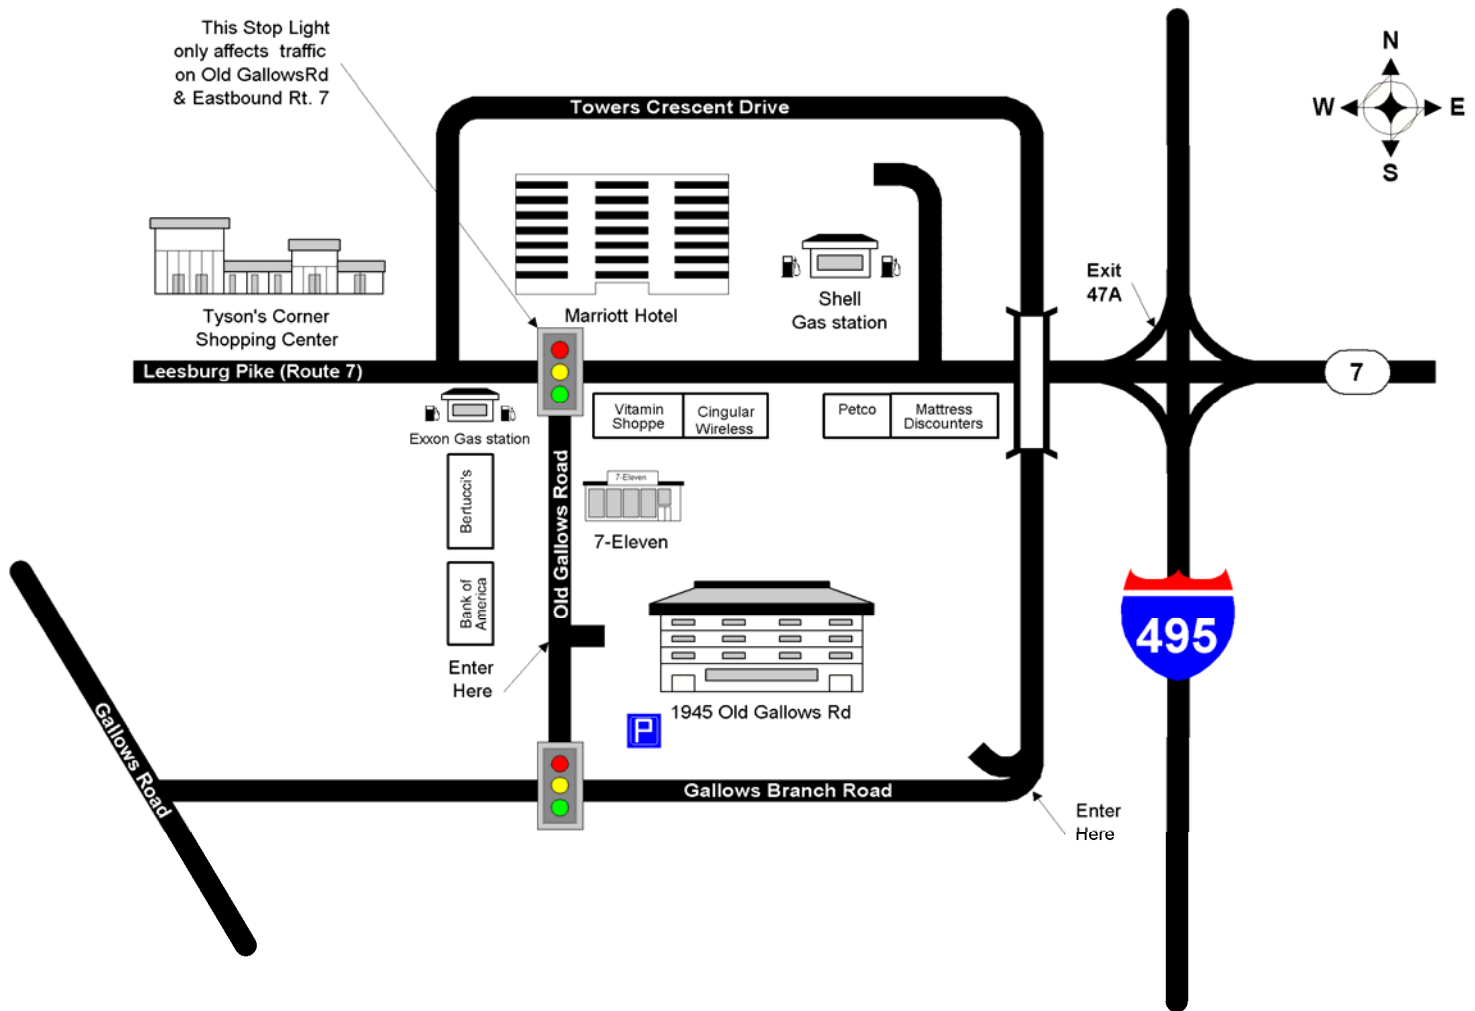 This Stop Light
only affects traffic
on Old GallowsRd
& Eastbound Rt. 7
Towers Crescent Drive
N
W
E
S
Exit
47A
Tyson's Corner
Shopping Center
Marriott Hotel
Shell
Gas station
Leesburg Pike (Route 7)
7
Exxon Gas station
Vitamin
Shoppe
Cingular
Wireless
Petco
Mattress
Discounters
Bertucci's
Old Gallows Road
7-Eleven
7-Eleven
Bank of
America
Enter
Here
495
1945 Old Gallows Rd
P
Gallows Road
Gallows Branch Road
Enter
Here